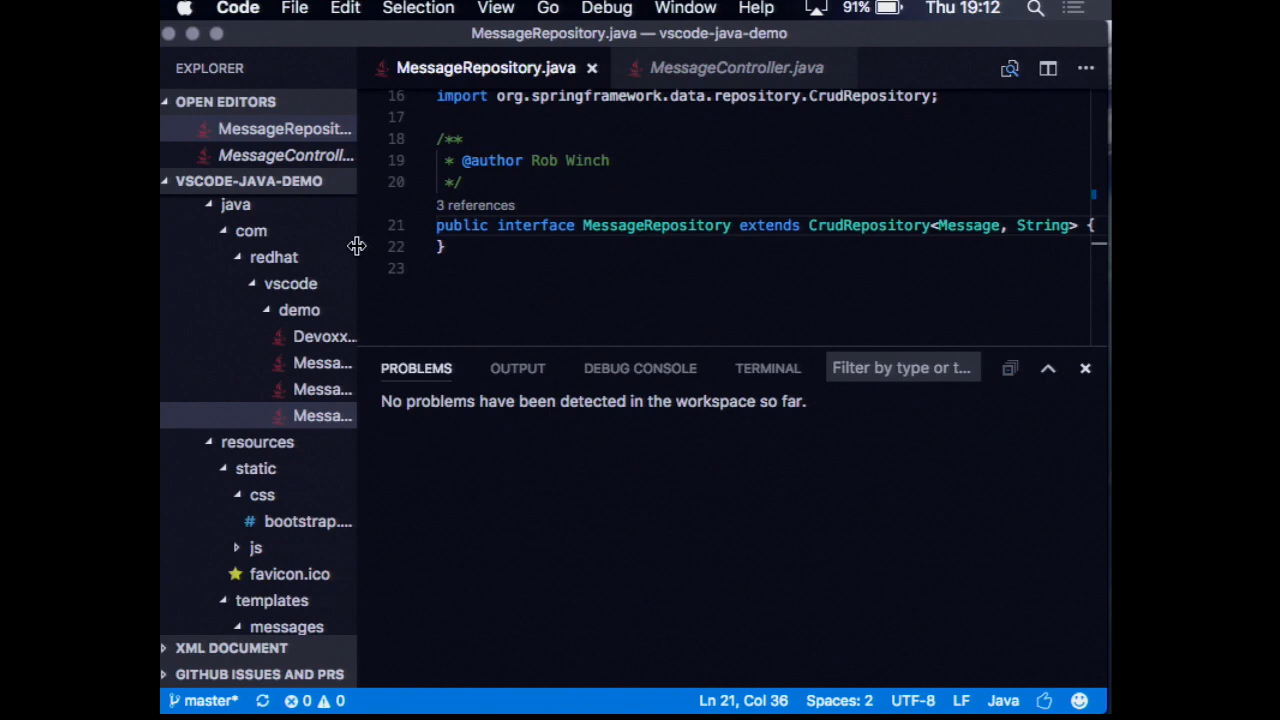 Code File Edit Selection View Go Debug Window Help 91% Thu 19:12
MessageRepository.java — vscode-java-demo
EXPLORER
MessageRepository.java
MessageController.java
OPEN EDITORS
MessageReposit...
MessageControll...
VSCODE-JAVA-DEMO
java
com
redhat
vscode
demo
Devoxx...
Messa...
Messa...
Messa...
resources
static
css
# bootstrap....
js
favicon.ico
templates
messages
XML DOCUMENT
GITHUB ISSUES AND PRS
16 import org.springframework.data.repository.CrudRepository;
17
18 /**
19 * @author Rob Winch
20 */
3 references
21 public interface MessageRepository extends CrudRepository<Message, String> {
22 }
23
PROBLEMS OUTPUT DEBUG CONSOLE TERMINAL Filter by type or t...
No problems have been detected in the workspace so far.
master* 0 0 Ln 21, Col 36 Spaces: 2 UTF-8 LF Java